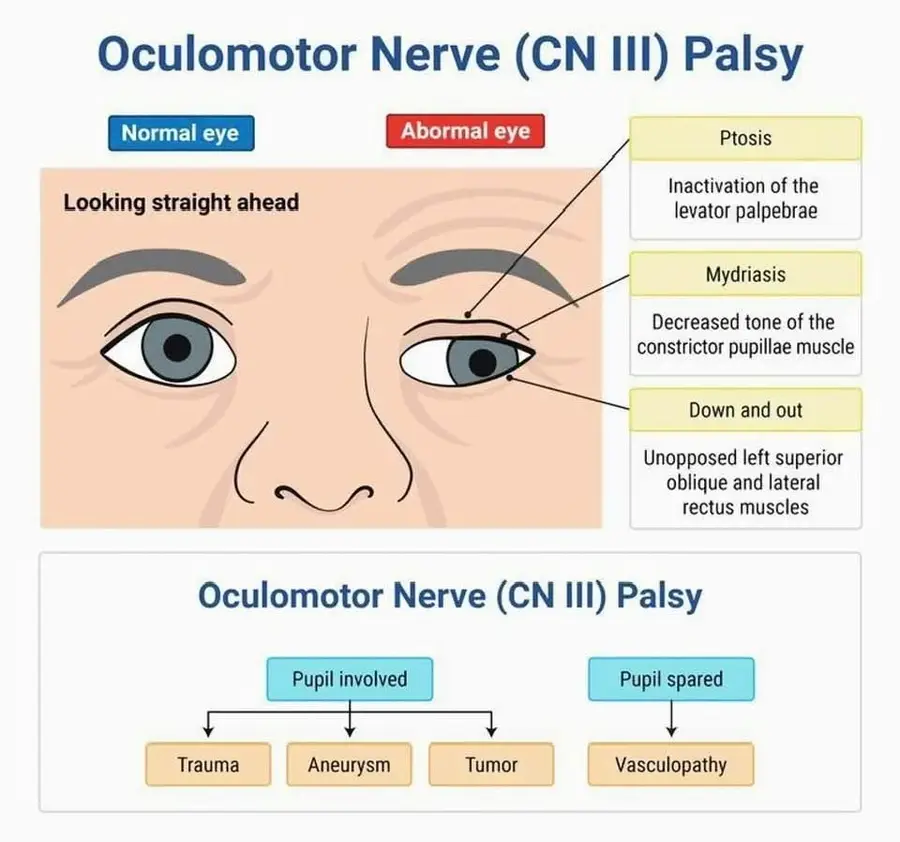 Oculomotor Nerve (CN III) Palsy
Normal eye
Abormal eye
Looking straight ahead
Ptosis
Inactivation of the
levator palpebrae
Mydriasis
Decreased tone of the
constrictor pupillae muscle
Down and out
Unopposed left superior
oblique and lateral
rectus muscles
Oculomotor Nerve (CN III) Palsy
Pupil involved
Pupil spared
Trauma
Aneurysm
Tumor
Vasculopathy